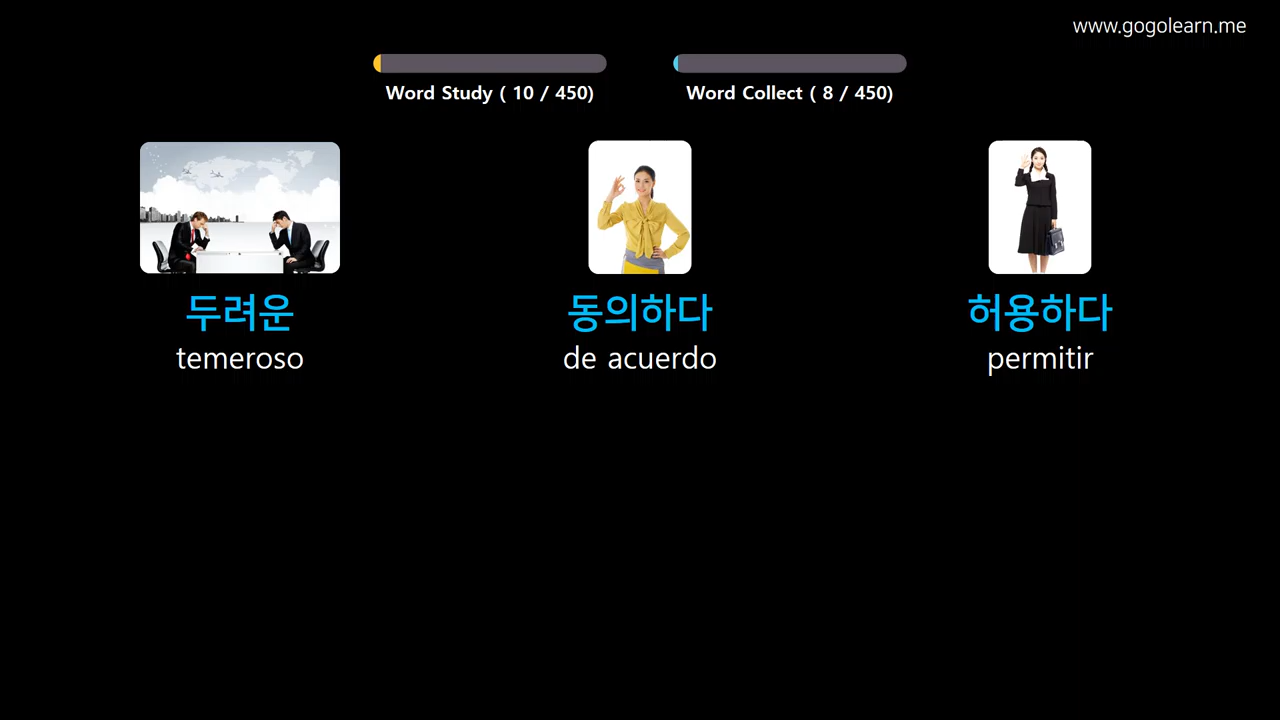 www.gogolearn.me
Word Study ( 10 / 450)
Word Collect ( 8 / 450)
두려운
temeroso
동의하다
de acuerdo
허용하다
permitir